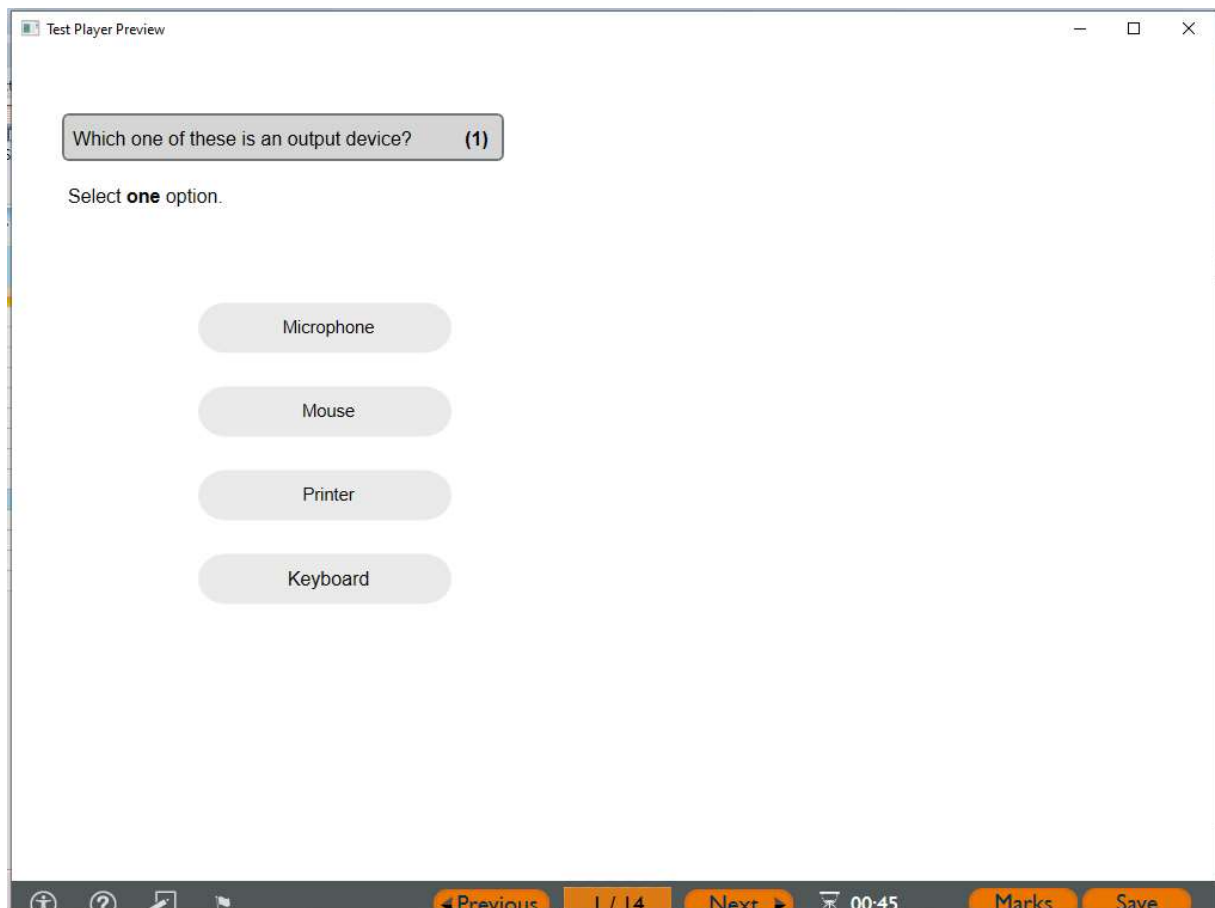 Test Player Preview
Which one of these is an output device? (1)
Select one option.
Microphone
Mouse
Printer
Keyboard
Previous 1 / 14 Next 00:45 Marks Save